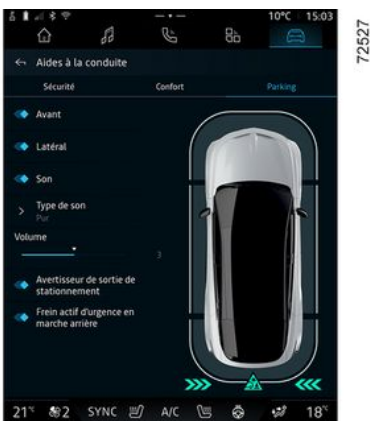 10°C 15:03
Aides à la conduite
Sécurité Confort Parking
Avant
Latéral
Son
Type de son
Pur
Volume
3
Avertisseur de sortie de
stationnement
Frein actif d'urgence en
marche arrière
21° 2 SYNC A/C 18°
72527